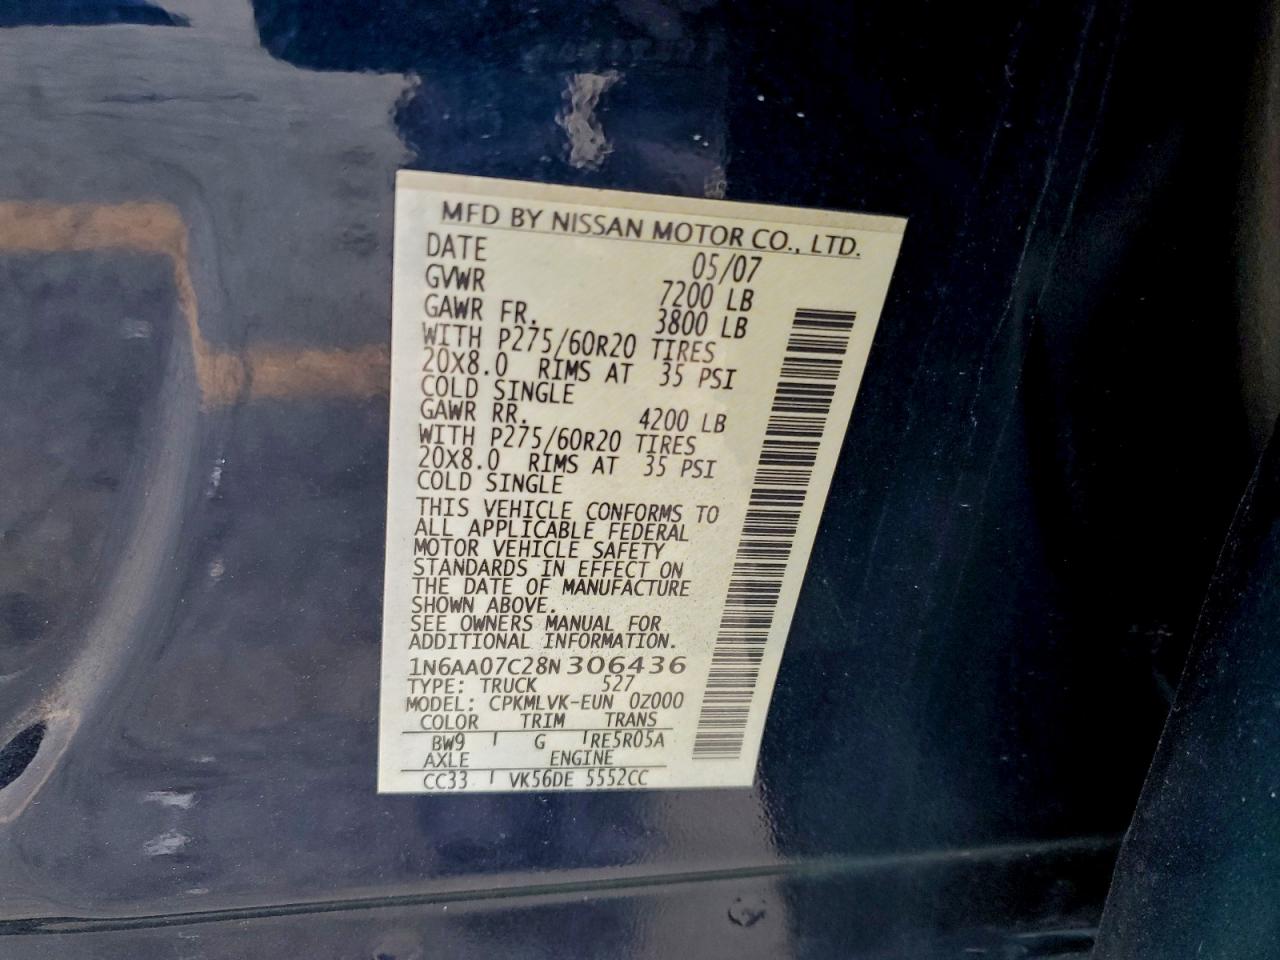 MFD BY NISSAN MOTOR CO., LTD.
DATE 05/07
GVWR 7200 LB
GAWR FR. 3800 LB
WITH P275/60R20 TIRES
20X8.0 RIMS AT 35 PSI
COLD SINGLE
GAWR RR. 4200 LB
WITH P275/60R20 TIRES
20X8.0 RIMS AT 35 PSI
COLD SINGLE
THIS VEHICLE CONFORMS TO
ALL APPLICABLE FEDERAL
MOTOR VEHICLE SAFETY
STANDARDS IN EFFECT ON
THE DATE OF MANUFACTURE
SHOWN ABOVE.
SEE OWNERS MANUAL FOR
ADDITIONAL INFORMATION.
1N6AA07C28N306436
TYPE: TRUCK 527
MODEL: CPKMLVK-EUN 0Z000
COLOR TRIM TRANS
BW9 G RE5R05A
AXLE ENGINE
CC33 VK56DE 5552CC